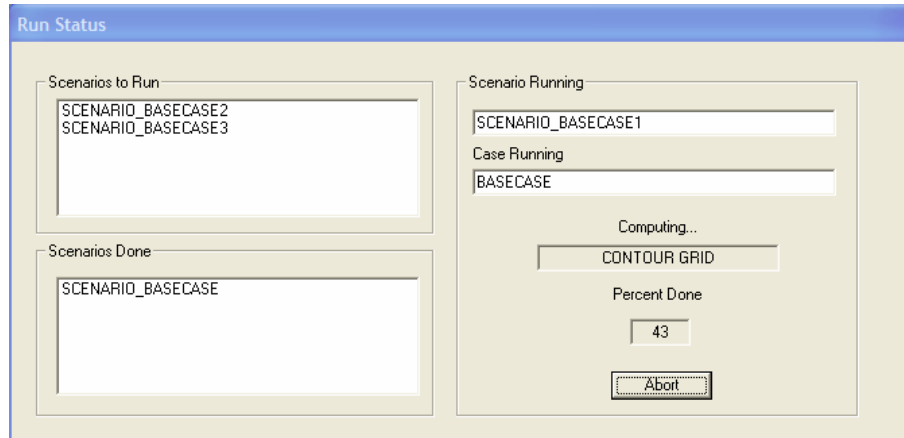 Run Status
Scenarios to Run
SCENARIO_BASECASE2
SCENARIO_BASECASE3
Scenarios Done
SCENARIO_BASECASE
Scenario Running
SCENARIO_BASECASE1
Case Running
BASECASE
Computing...
CONTOUR GRID
Percent Done
43
Abort